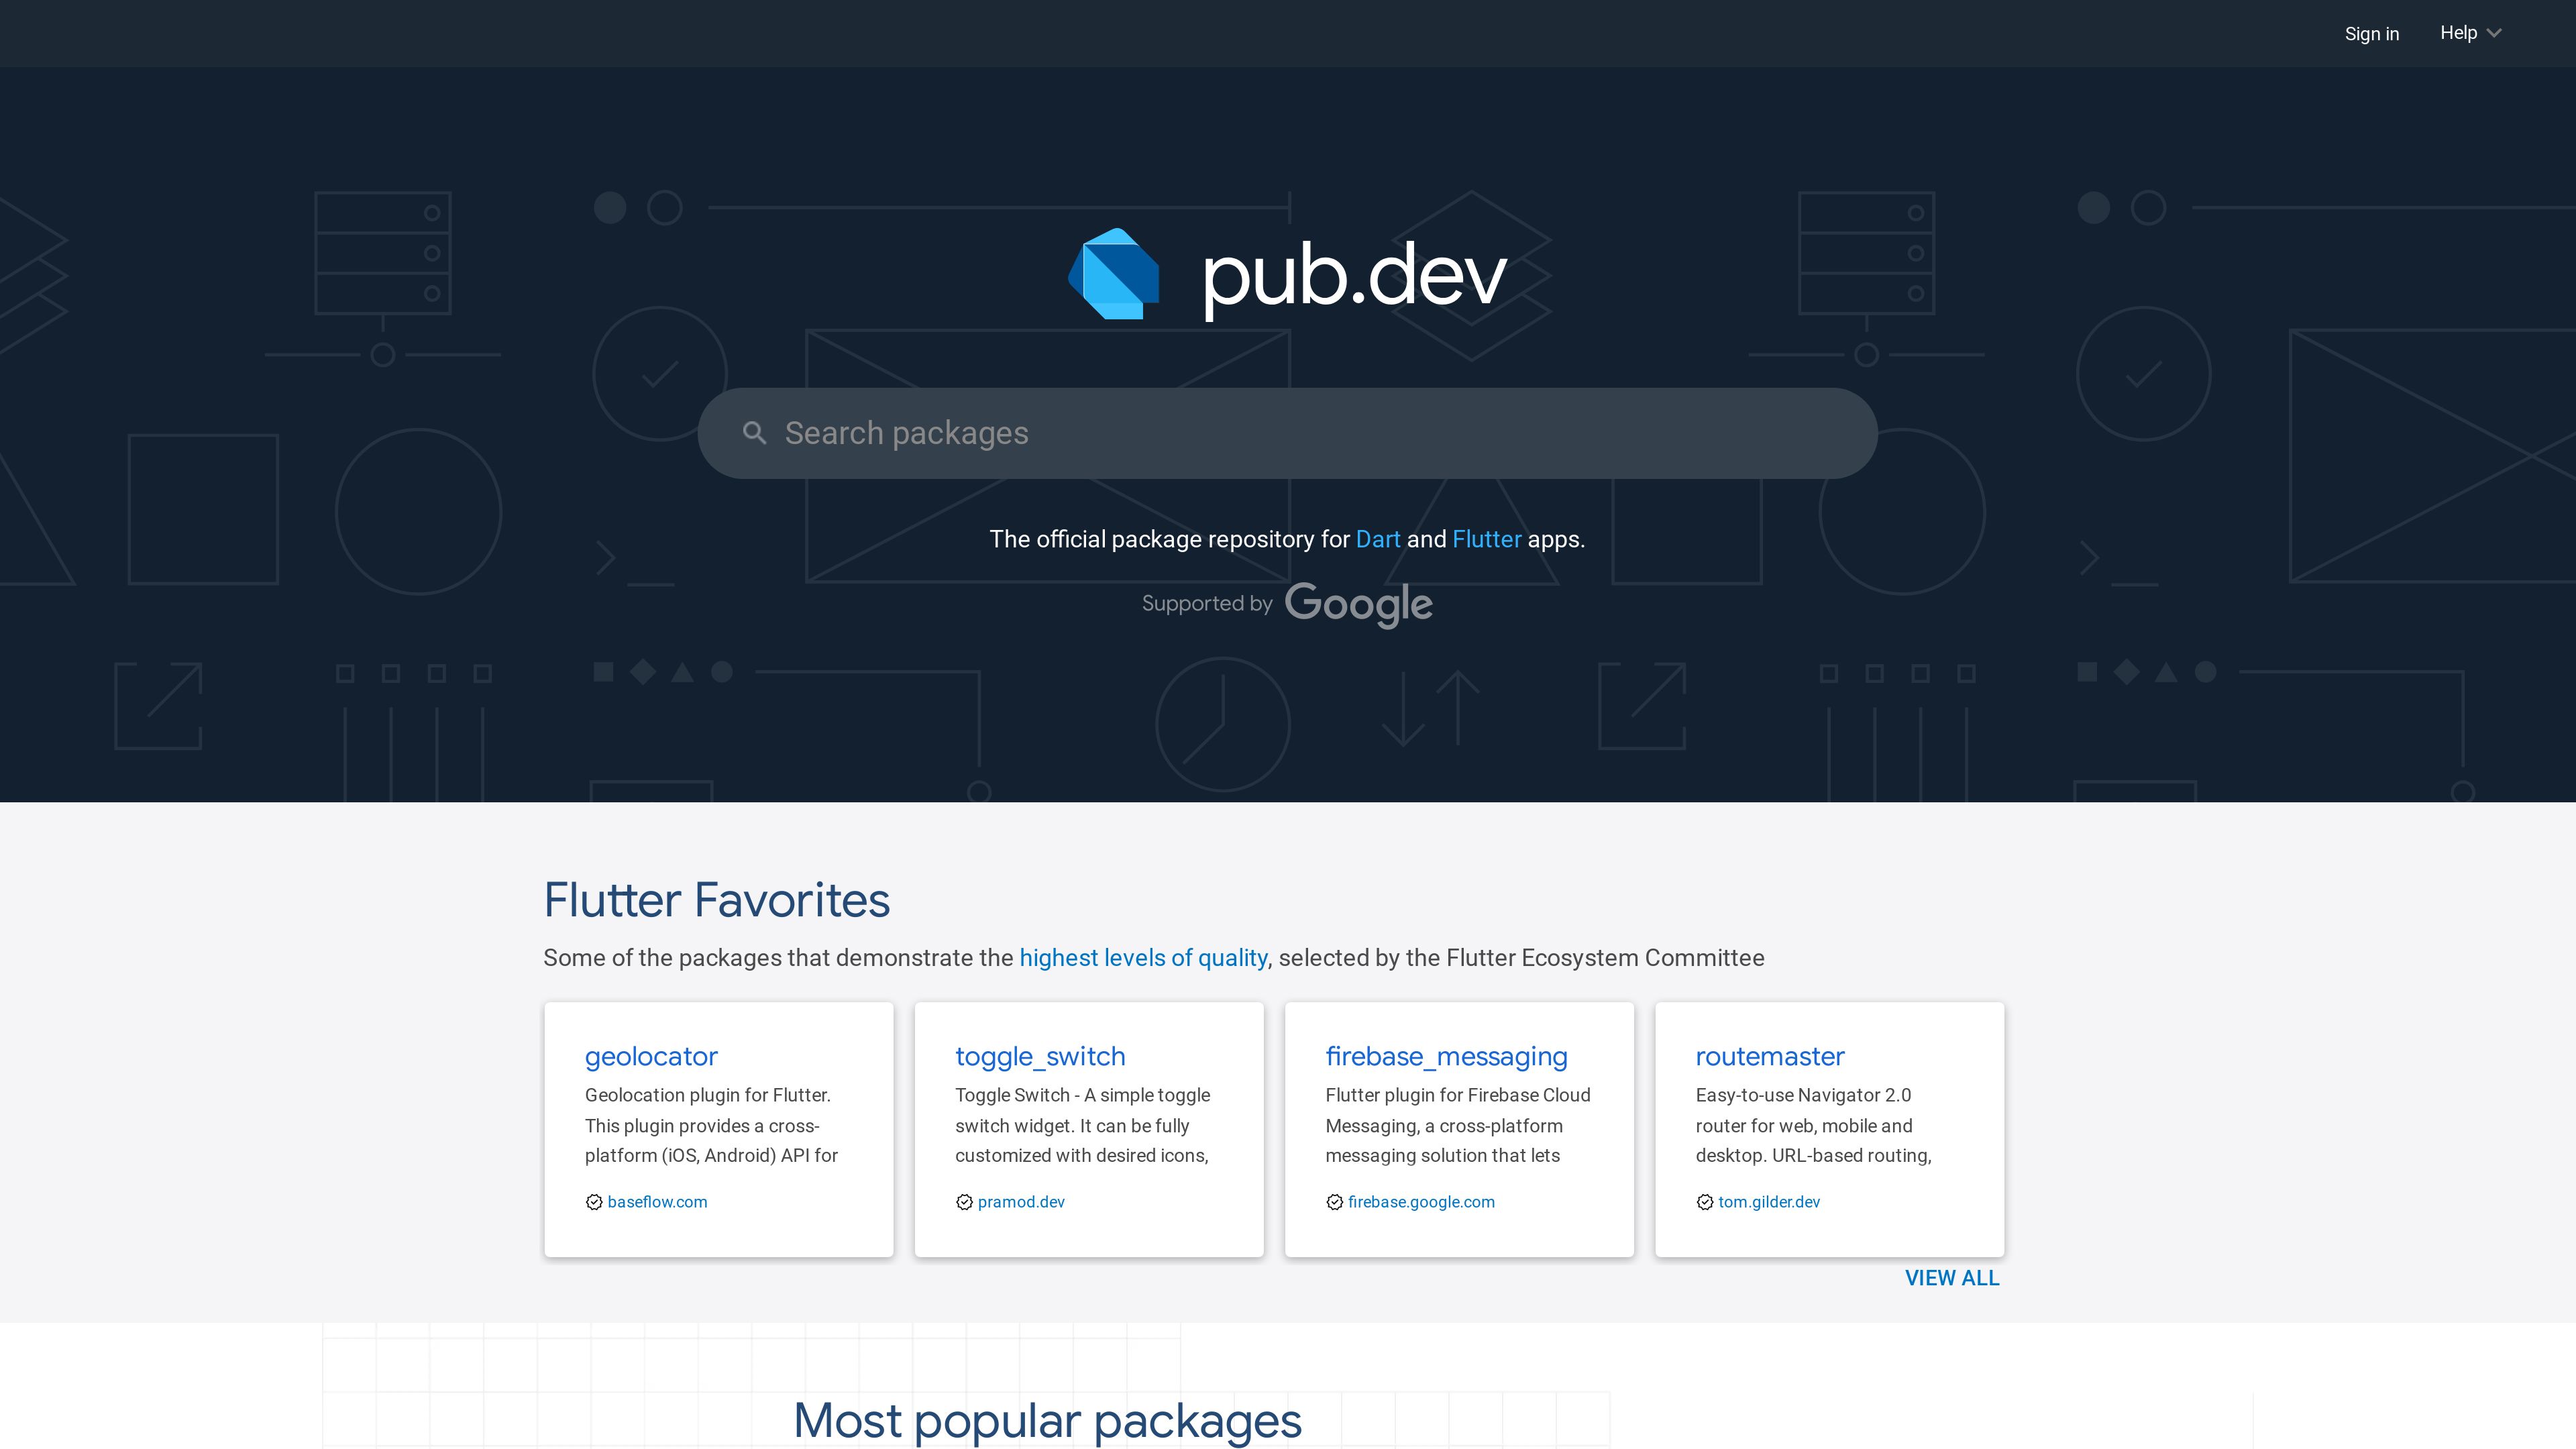 Sign in
Help
pub.dev
Search packages
The official package repository for Dart and Flutter apps.
Supported by Google
Flutter Favorites
Some of the packages that demonstrate the highest levels of quality, selected by the Flutter Ecosystem Committee
geolocator
Geolocation plugin for Flutter.
This plugin provides a cross-
platform (iOS, Android) API for
baseflow.com
toggle_switch
Toggle Switch - A simple toggle
switch widget. It can be fully
customized with desired icons,
pramod.dev
firebase_messaging
Flutter plugin for Firebase Cloud
Messaging, a cross-platform
messaging solution that lets
firebase.google.com
routemaster
Easy-to-use Navigator 2.0
router for web, mobile and
desktop. URL-based routing,
tom.gilder.dev
VIEW ALL
Most popular packages